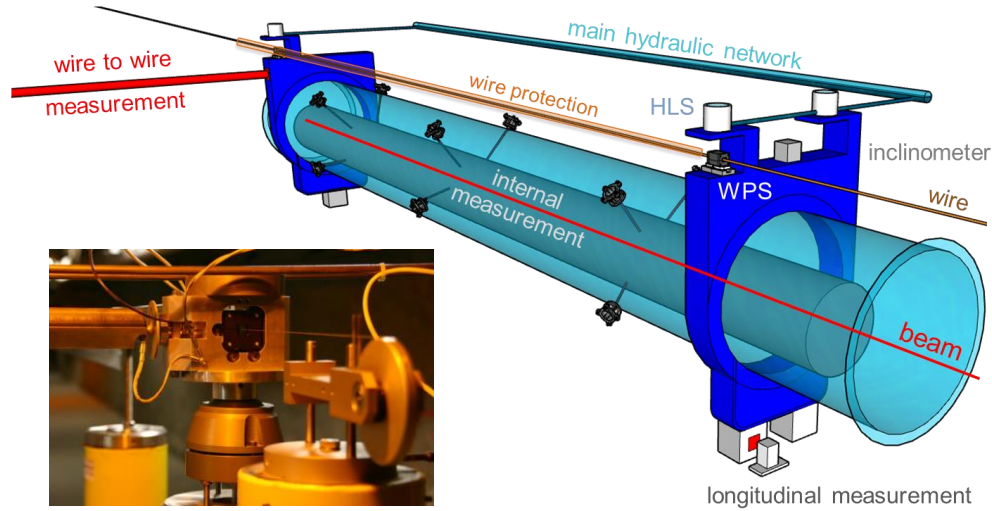 wire to wire
measurement
main hydraulic network
wire protection
HLS
inclinometer
WPS
wire
internal
measurement
beam
longitudinal measurement